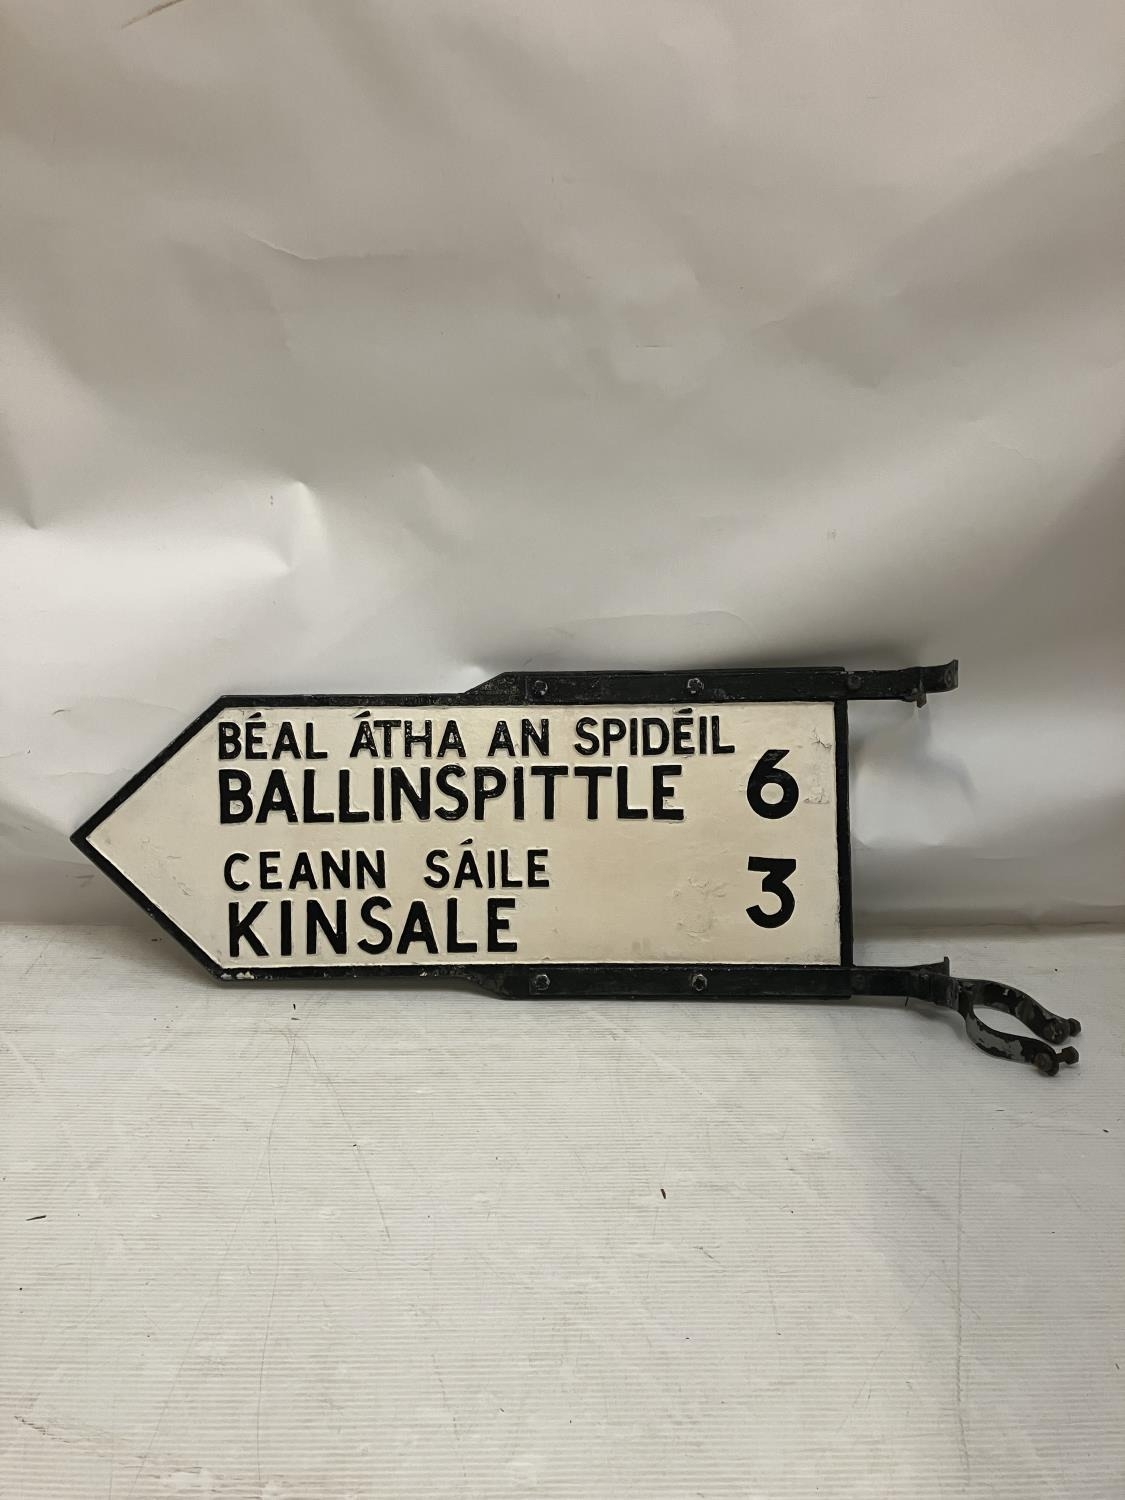 BÉAL ÁTHA AN SPIDÉIL
BALLINSPITTLE 6
CEANN SÁILE
KINSALE 3